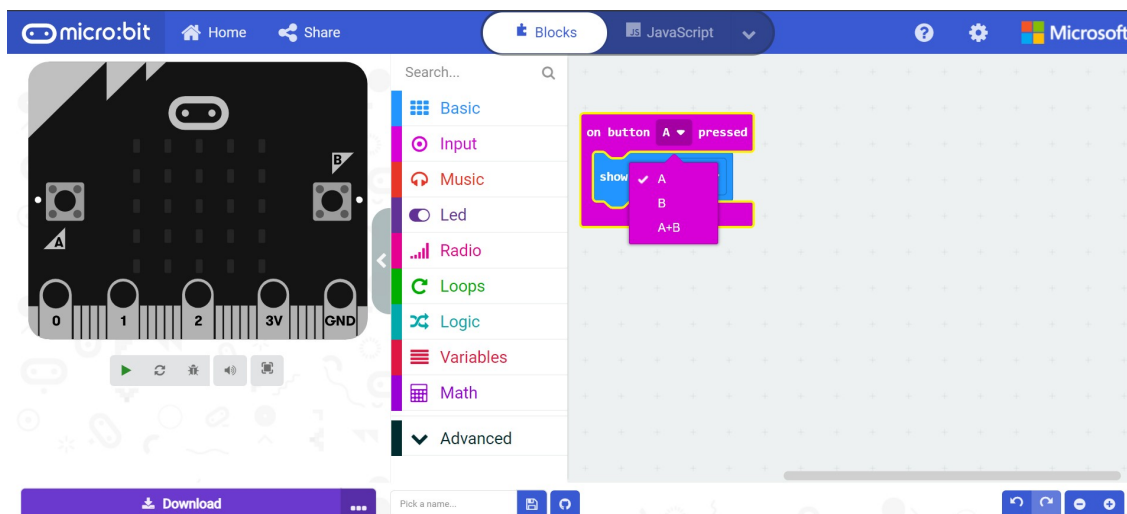 micro:bit Home Share Blocks JS JavaScript ? Microsoft
Search...
Basic
Input
Music
Led
Radio
Loops
Logic
Variables
Math
Advanced
B
A
0 1 2 3V GND
on button A pressed
show
A
B
A+B
Download ...
Pick a name...